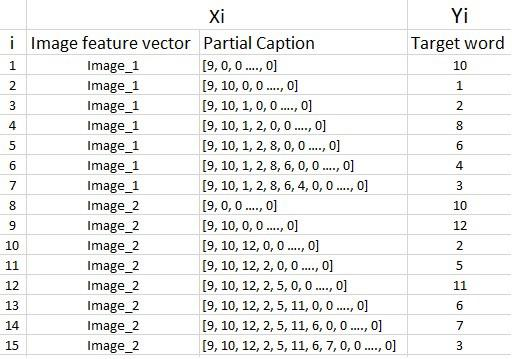 Xi Yi
i Image feature vector Partial Caption Target word
1 Image_1 [9, 0, 0 ...., 0] 10
2 Image_1 [9, 10, 0, 0 ...., 0] 1
3 Image_1 [9, 10, 1, 0, 0 ...., 0] 2
4 Image_1 [9, 10, 1, 2, 0, 0 ...., 0] 8
5 Image_1 [9, 10, 1, 2, 8, 0, 0 ...., 0] 6
6 Image_1 [9, 10, 1, 2, 8, 6, 0, 0 ...., 0] 4
7 Image_1 [9, 10, 1, 2, 8, 6, 4, 0, 0 ...., 0] 3
8 Image_2 [9, 0, 0 ...., 0] 10
9 Image_2 [9, 10, 0, 0 ...., 0] 12
10 Image_2 [9, 10, 12, 0, 0 ...., 0] 2
11 Image_2 [9, 10, 12, 2, 0, 0 ...., 0] 5
12 Image_2 [9, 10, 12, 2, 5, 0, 0 ...., 0] 11
13 Image_2 [9, 10, 12, 2, 5, 11, 0, 0 ...., 0] 6
14 Image_2 [9, 10, 12, 2, 5, 11, 6, 0, 0 ...., 0] 7
15 Image_2 [9, 10, 12, 2, 5, 11, 6, 7, 0, 0 ...., 0] 3